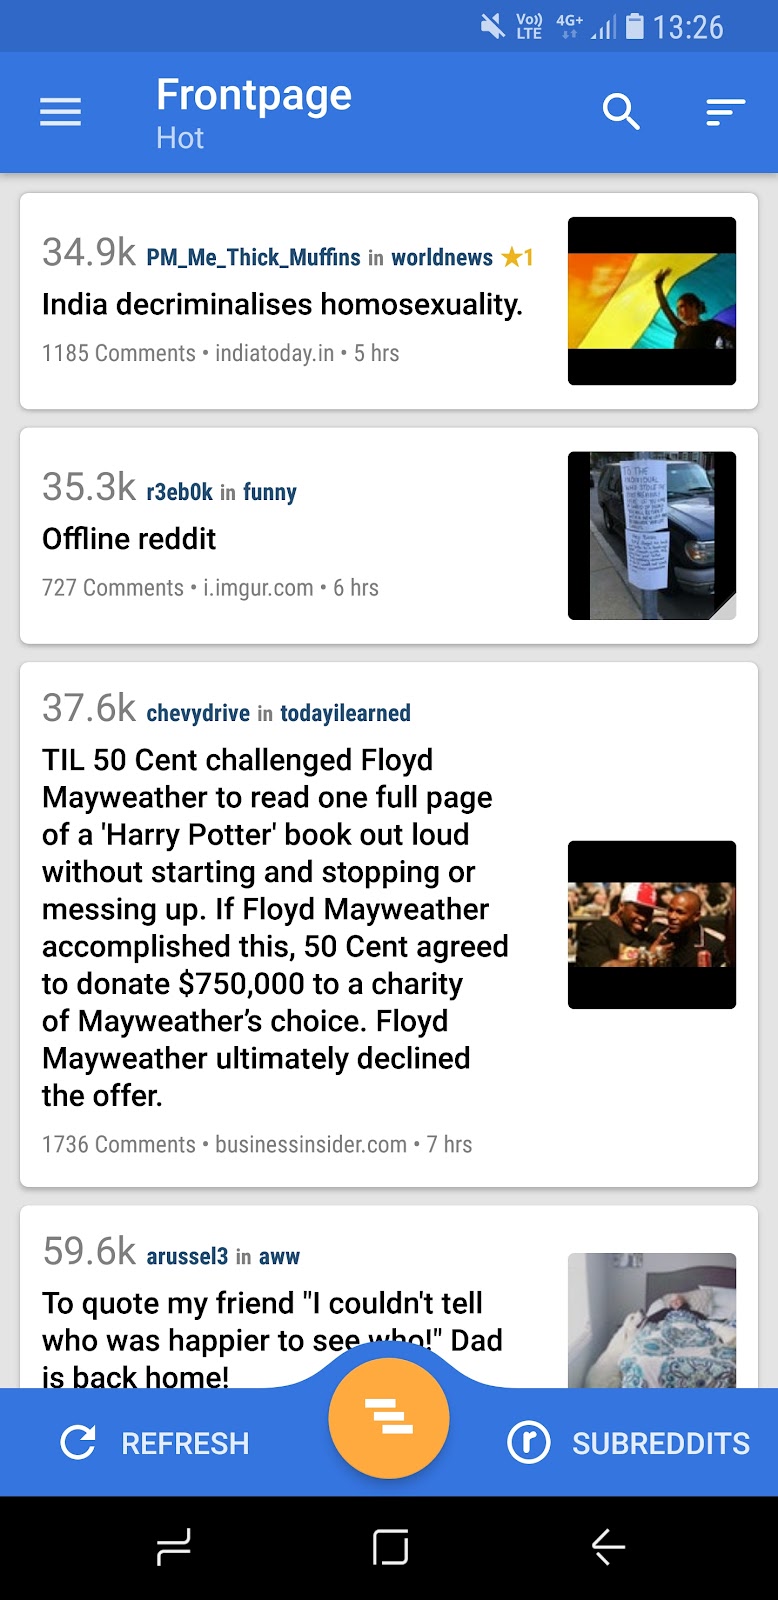 Vo)) LTE 4G+ 13:26
Frontpage
Hot
34.9k PM_Me_Thick_Muffins in worldnews ★1
India decriminalises homosexuality.
1185 Comments • indiatoday.in • 5 hrs
35.3k r3eb0k in funny
Offline reddit
727 Comments • i.imgur.com • 6 hrs
TO THE
INDIVIDUAL
WHO STOLE
37.6k chevydrive in todayilearned
TIL 50 Cent challenged Floyd
Mayweather to read one full page
of a 'Harry Potter' book out loud
without starting and stopping or
messing up. If Floyd Mayweather
accomplished this, 50 Cent agreed
to donate $750,000 to a charity
of Mayweather’s choice. Floyd
Mayweather ultimately declined
the offer.
1736 Comments • businessinsider.com • 7 hrs
59.6k arussel3 in aww
To quote my friend "I couldn't tell
who was happier to see who!" Dad
is back home!
REFRESH
SUBREDDITS